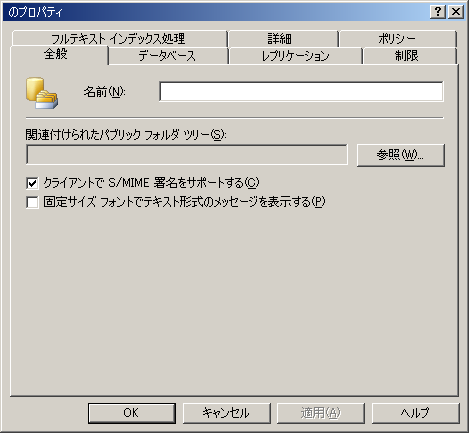 のプロパティ
フルテキスト インデックス処理 詳細 ポリシー
全般 データベース レプリケーション 制限
名前(N):
関連付けられたパブリック フォルダ ツリー(S):
参照(W)...
クライアントで S/MIME 署名をサポートする(C)
固定サイズ フォントでテキスト形式のメッセージを表示する(P)
OK キャンセル 適用(A) ヘルプ